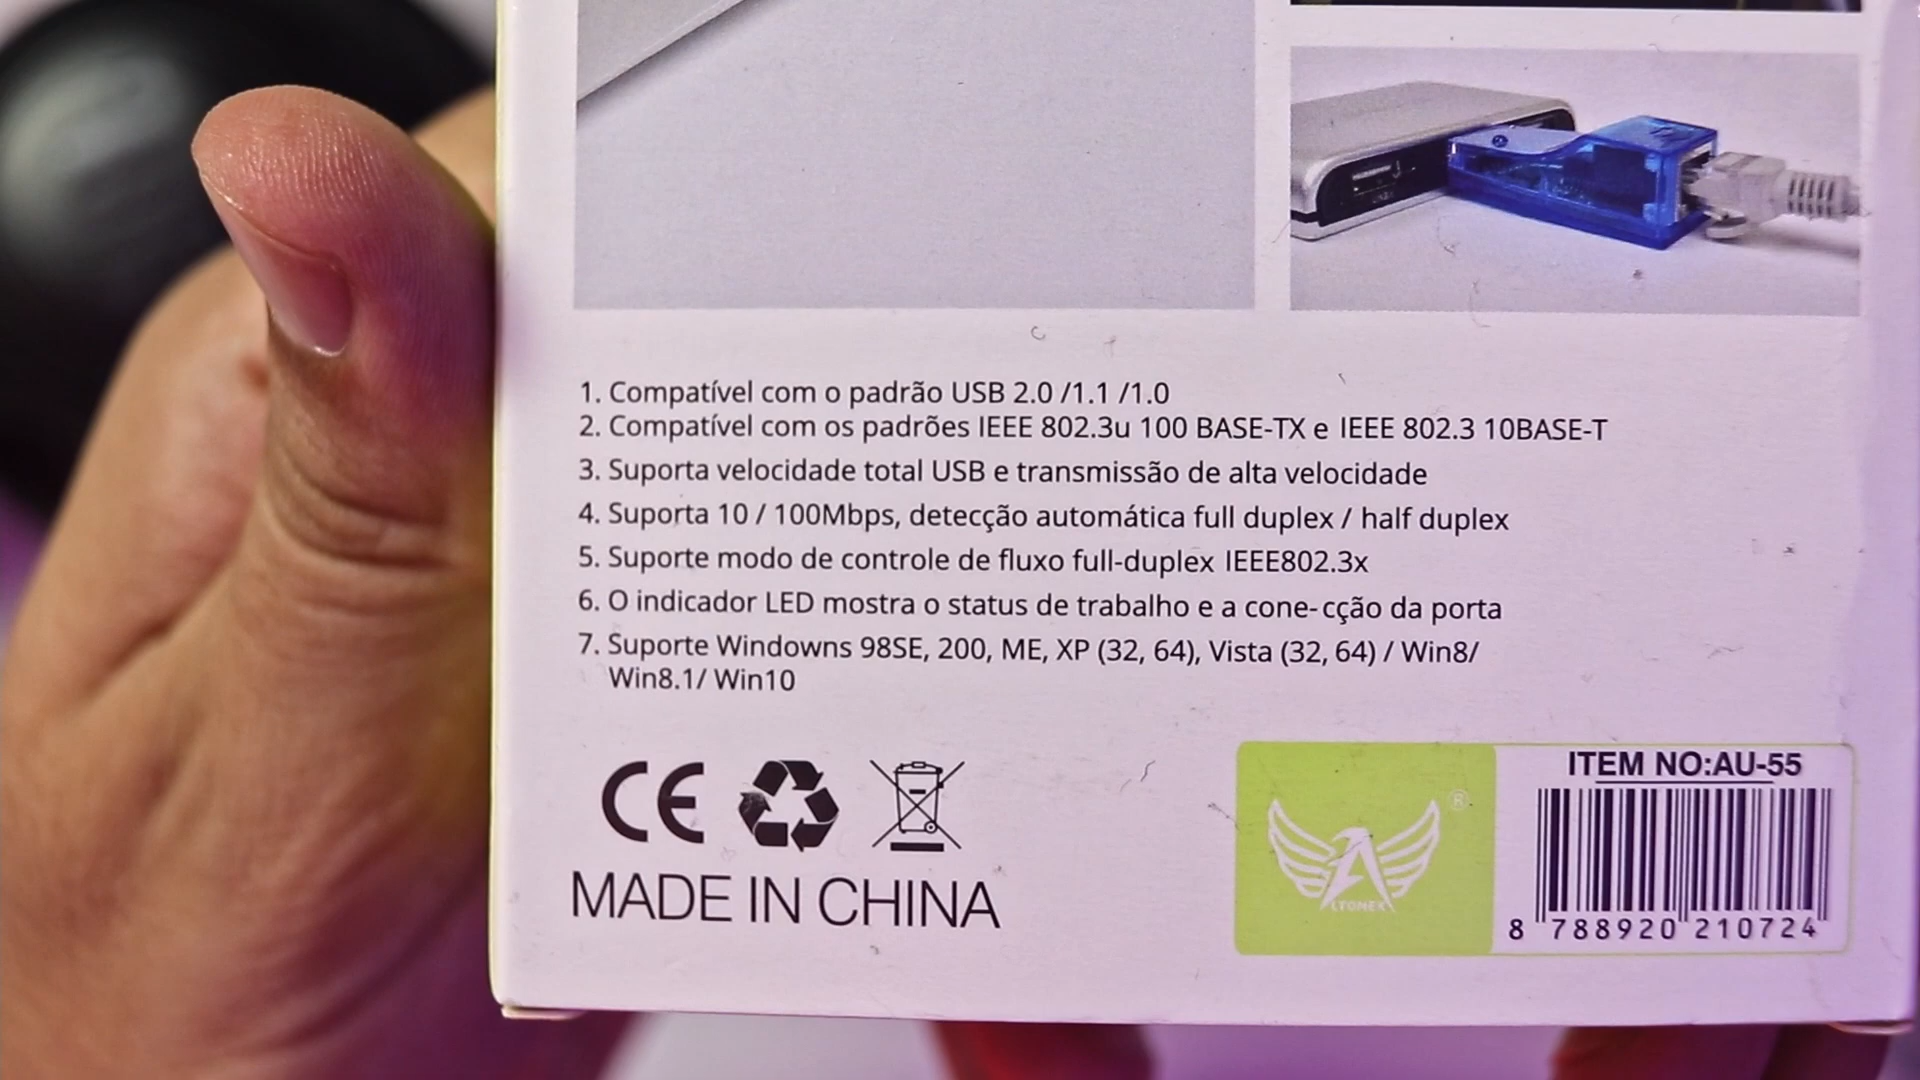 1. Compatível com o padrão USB 2.0 /1.1 /1.0
2. Compatível com os padrões IEEE 802.3u 100 BASE-TX e IEEE 802.3 10BASE-T
3. Suporta velocidade total USB e transmissão de alta velocidade
4. Suporta 10 / 100Mbps, detecção automática full duplex / half duplex
5. Suporte modo de controle de fluxo full-duplex IEEE802.3x
6. O indicador LED mostra o status de trabalho e a cone-cção da porta
7. Suporte Windowns 98SE, 200, ME, XP (32, 64), Vista (32, 64) / Win8/
Win8.1/ Win10
CE
MADE IN CHINA
®
LTOMEX
ITEM NO:AU-55
8 788920 210724